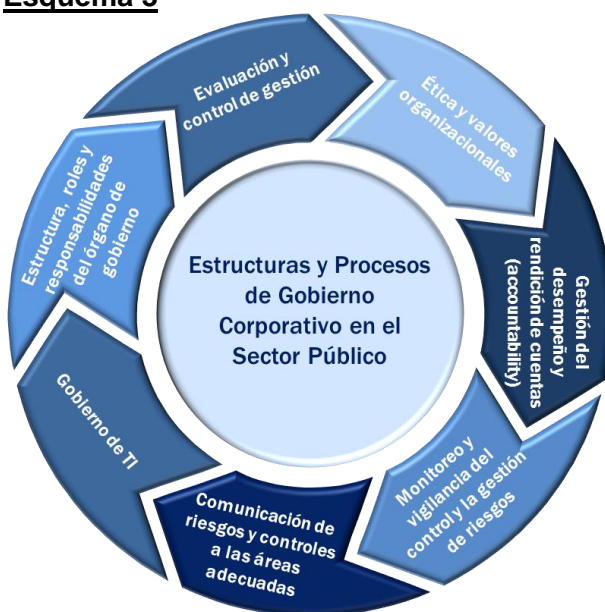 Esquema 3
Estructuras y Procesos
de Gobierno
Corporativo en el
Sector Público
Evaluación y
control de gestión
Ética y valores
organizacionales
Gestión del
desempeño y
rendición de cuentas
(accountability)
Monitoreo y
vigilancia del
control y la gestión
de riesgos
Comunicación de
riesgos y controles
a las áreas
adecuadas
Gobierno de TI
Estructura, roles y
responsabilidades
del órgano de
gobierno